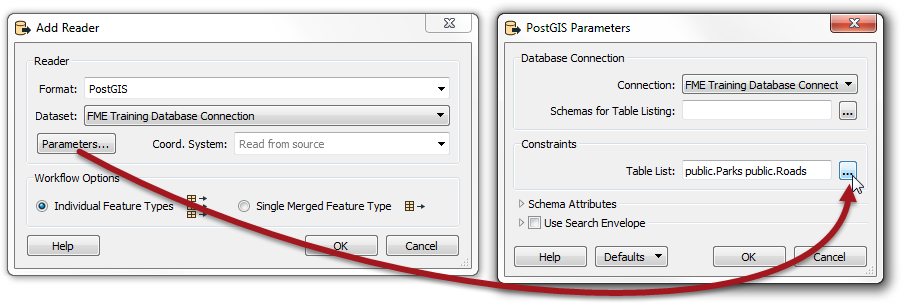 Add Reader
Reader
Format: PostGIS
Dataset: FME Training Database Connection
Parameters... Coord. System: Read from source
Workflow Options
Individual Feature Types Single Merged Feature Type
Help OK Cancel
PostGIS Parameters
Database Connection
Connection: FME Training Database Connect
Schemas for Table Listing: ...
Constraints
Table List: public.Parks public.Roads ...
Schema Attributes
Use Search Envelope
Help Defaults OK Cancel